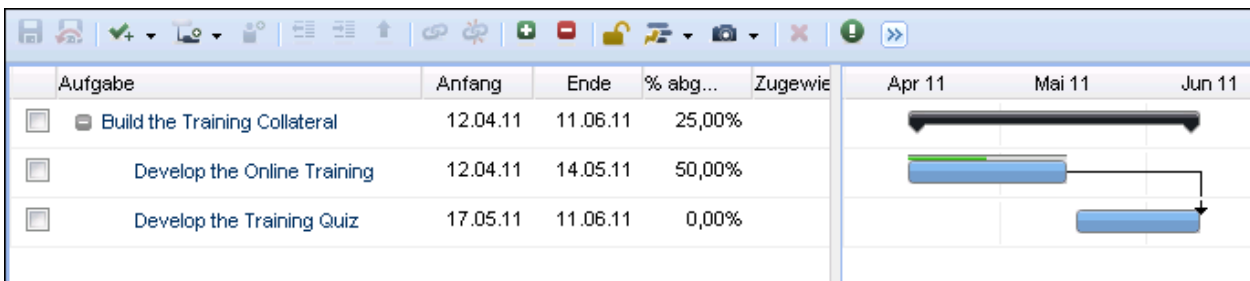 Aufgabe Anfang Ende % abg... Zugewie Apr 11 Mai 11 Jun 11
Build the Training Collateral 12.04.11 11.06.11 25,00%
Develop the Online Training 12.04.11 14.05.11 50,00%
Develop the Training Quiz 17.05.11 11.06.11 0,00%